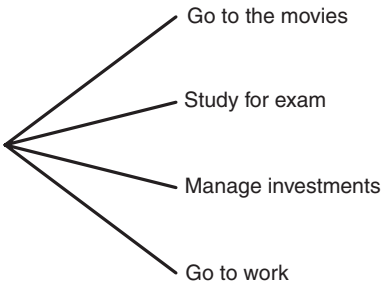 Go to the movies
Study for exam
Manage investments
Go to work